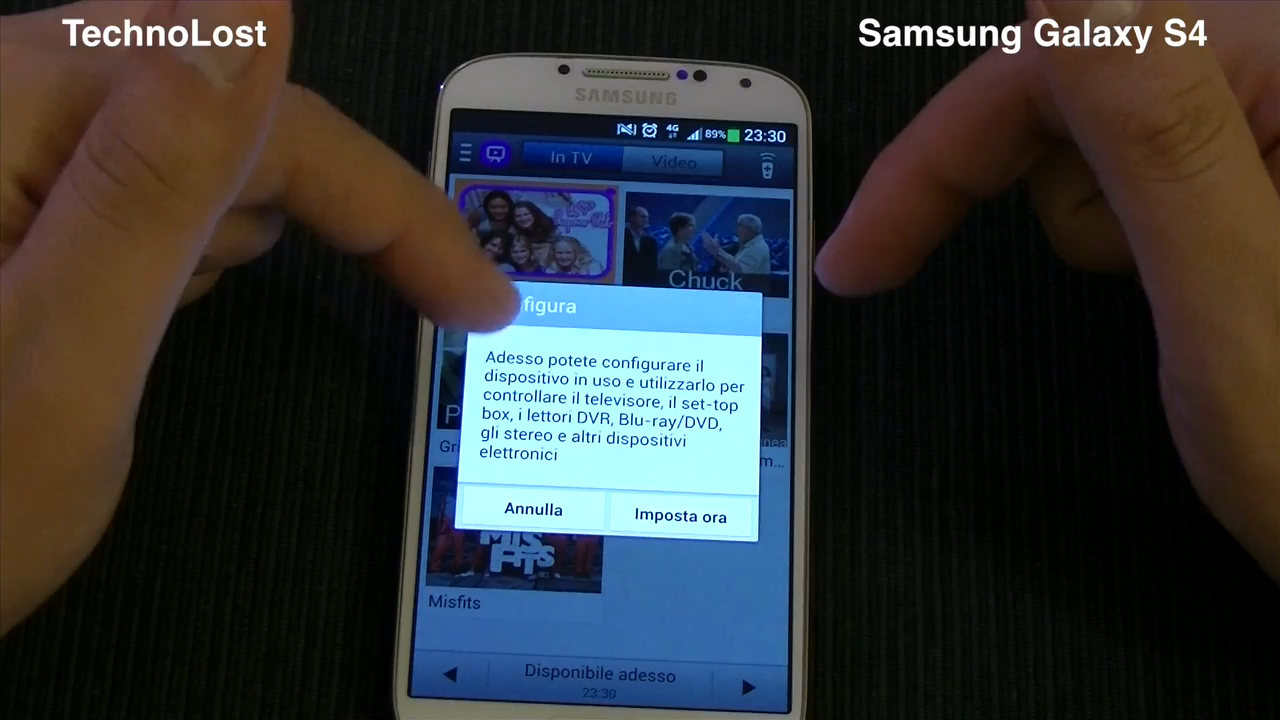 TechnoLost
Samsung Galaxy S4
SAMSUNG
4G 89% 23:30
In TV
Video
Chuck
figura
Adesso potete configurare il
dispositivo in uso e utilizzarlo per
controllare il televisore, il set-top
box, i lettori DVR, Blu-ray/DVD,
gli stereo e altri dispositivi
elettronici
Annulla
Imposta ora
MISFITS
Misfits
Disponibile adesso
23:30